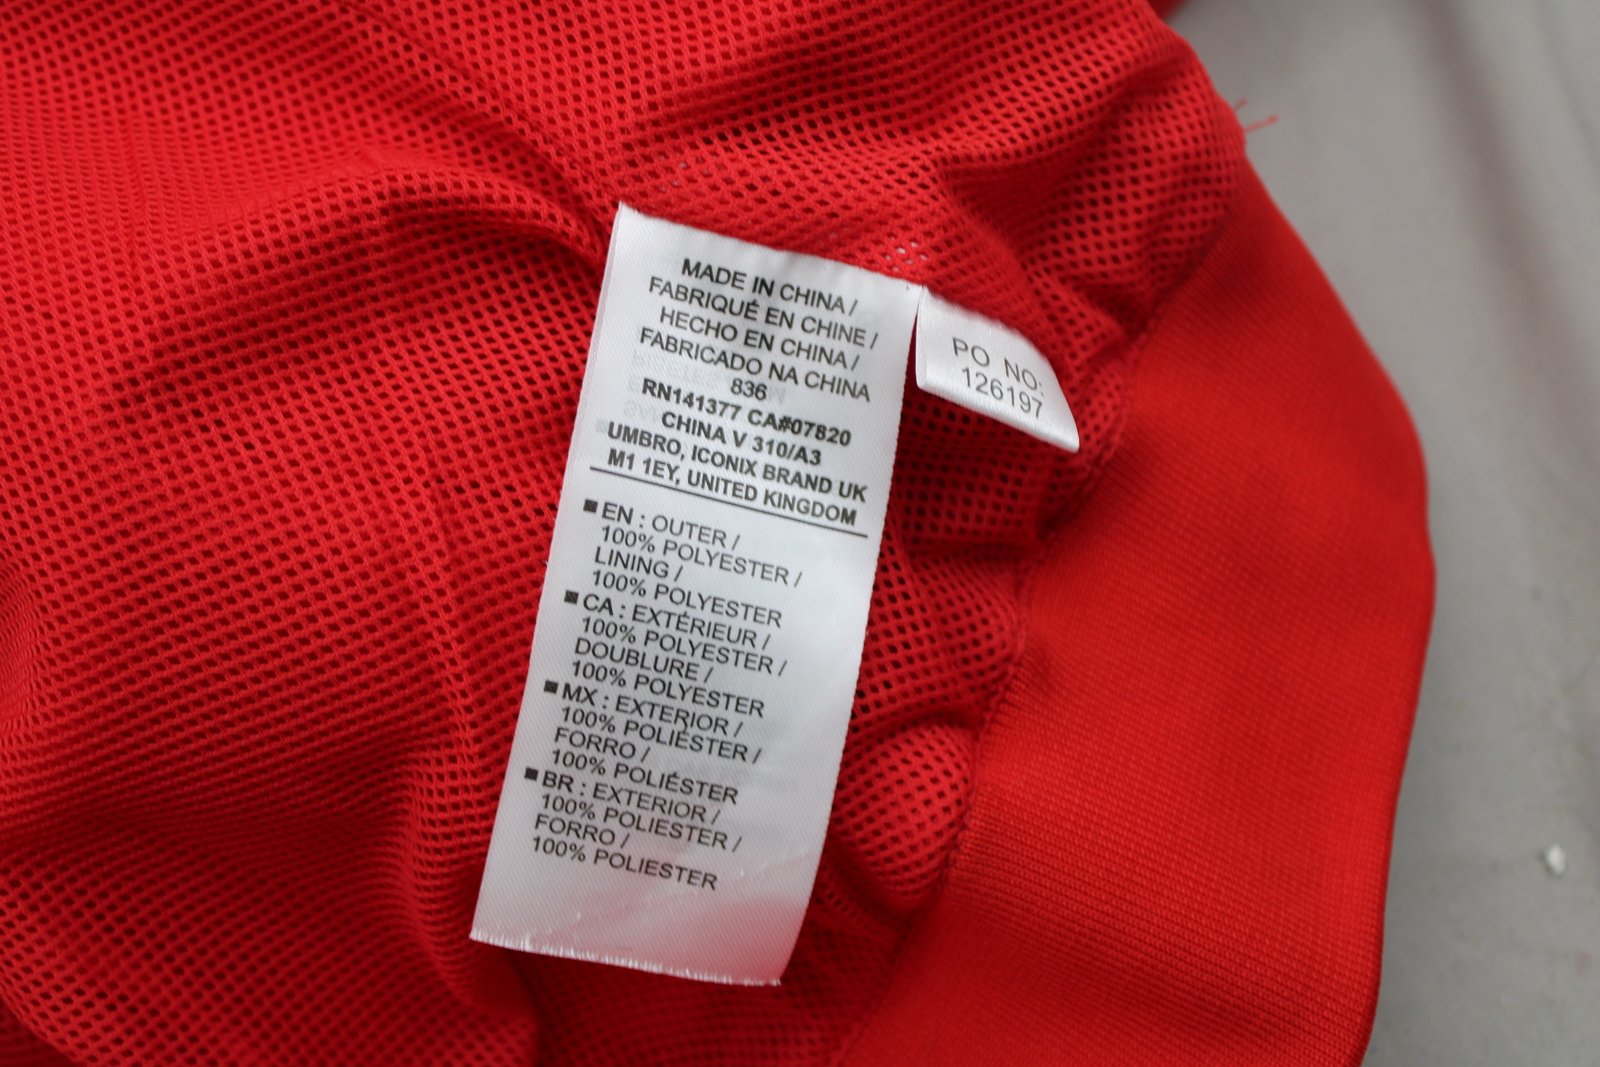 MADE IN CHINA /
FABRIQUÉ EN CHINE /
HECHO EN CHINA /
FABRICADO NA CHINA
836
RN141377 CA#07820
CHINA V 310/A3
UMBRO, ICONIX BRAND UK
M1 1EY, UNITED KINGDOM
■ EN : OUTER /
100% POLYESTER /
LINING /
100% POLYESTER
■ CA : EXTÉRIEUR /
100% POLYESTER /
DOUBLURE /
100% POLYESTER
■ MX : EXTERIOR /
100% POLIÉSTER /
FORRO /
100% POLIÉSTER
■ BR : EXTERIOR /
100% POLIESTER /
FORRO /
100% POLIESTER
PO NO:
126197